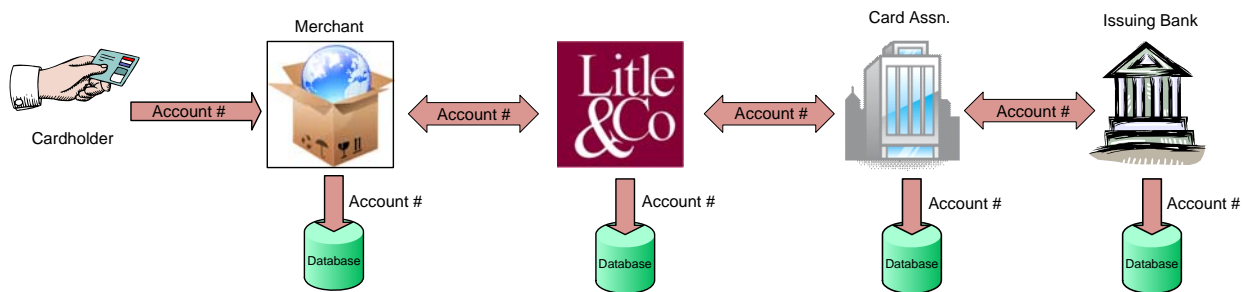 Merchant
Card Assn.
Issuing Bank
Cardholder
Account #
Account #
Litle
&Co
Account #
Account #
Account #
Account #
Account #
Account #
Database
Database
Database
Database